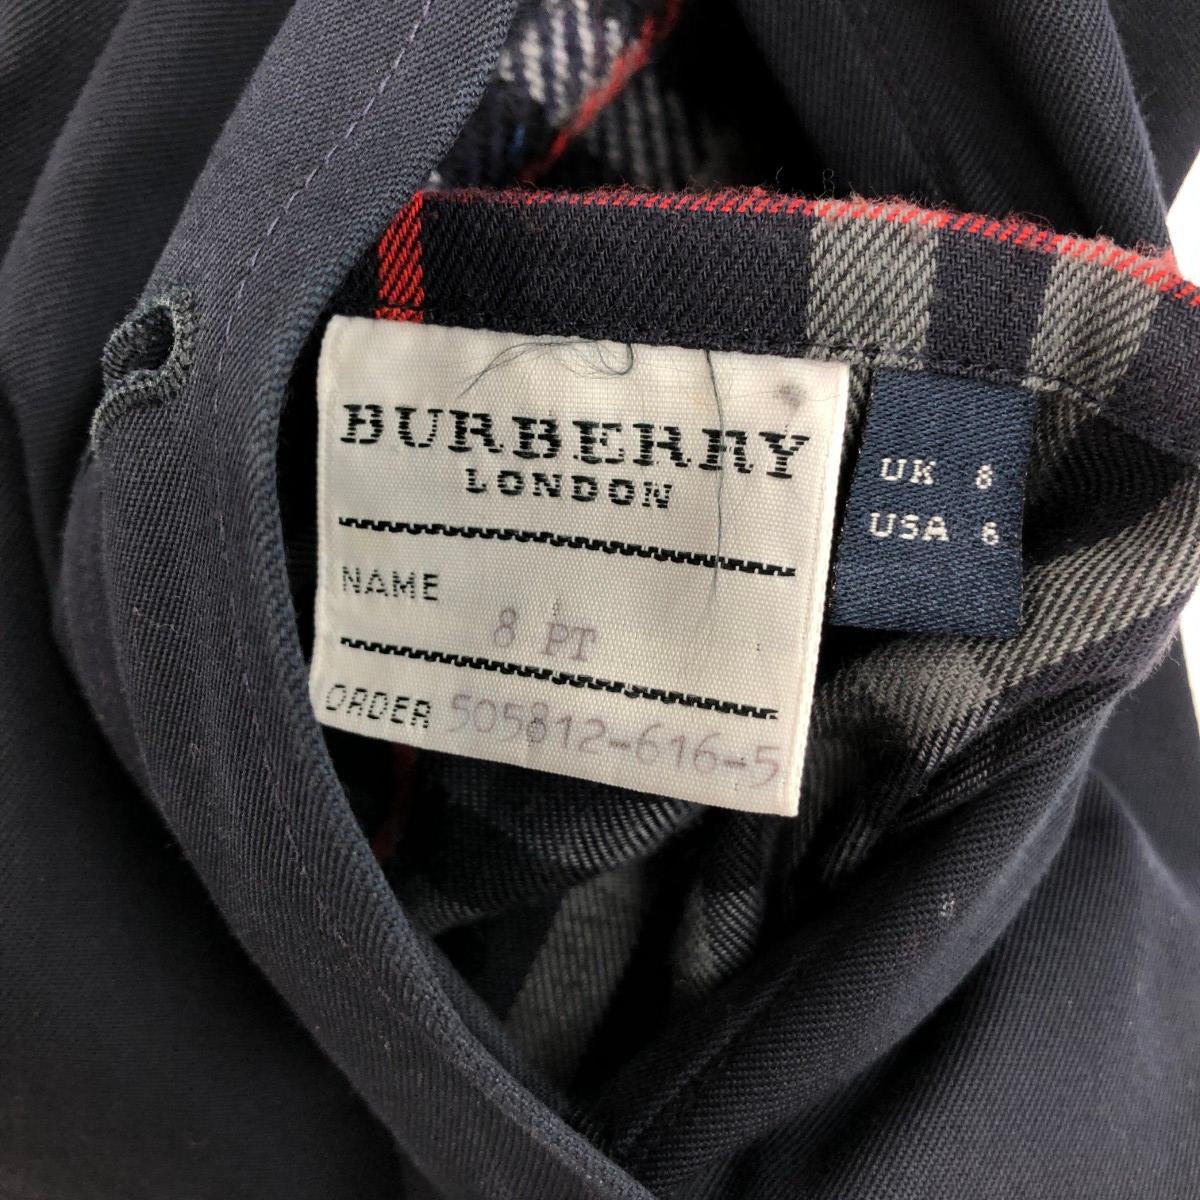 BURBERRY
LONDON
NAME
8 PT
ORDER 505812-616-5
UK 8
USA 6